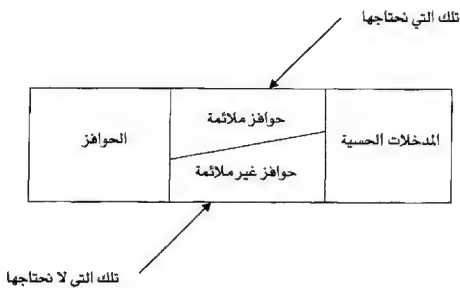 تلك التي نحتاجها
المدخلات الحسية
حوافز ملائمة
حوافز غير ملائمة
الحوافز
تلك التي لا نحتاجها